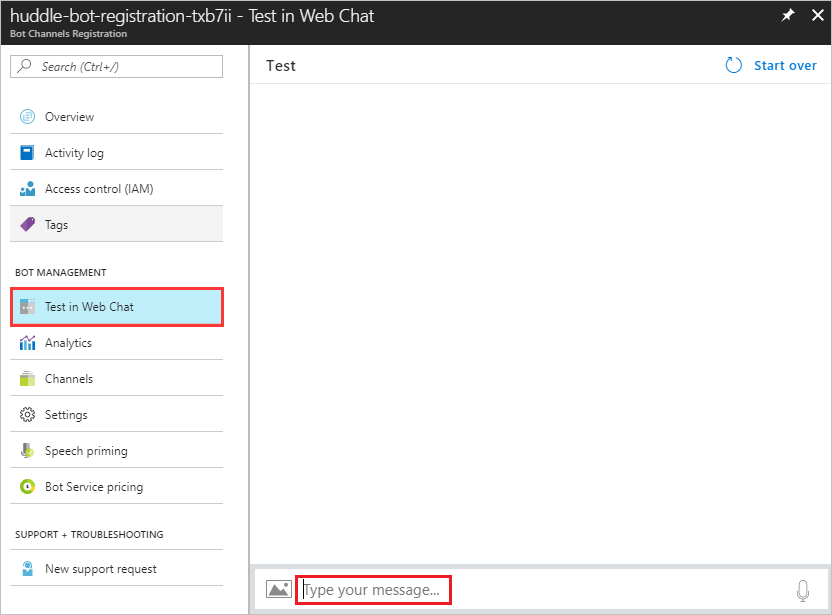 huddle-bot-registration-txb7ii - Test in Web Chat
Bot Channels Registration
Search (Ctrl+/)
Overview
Activity log
Access control (IAM)
Tags
BOT MANAGEMENT
Test in Web Chat
Analytics
Channels
Settings
Speech priming
Bot Service pricing
SUPPORT + TROUBLESHOOTING
New support request
Test
Start over
Type your message...